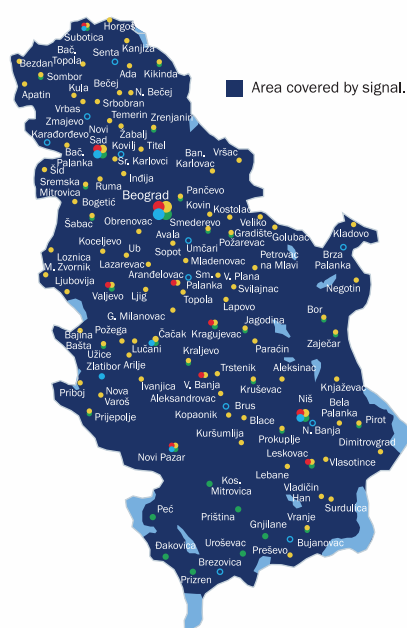 Horgoš
Subotica
Kanjiža
Bač.
Topola
Senta
Bezdan
Ada
Kikinda
Sombor
Apatin
Kula
Bečej
N. Bečej
Vrbas
Srbobran
Zmajevo
Temerin
Zrenjanin
Karađorđevo
Novi
Sad
Žabalj
Kovilj
Titel
Bač.
Palanka
Ban.
Karlovac
Vršac
Šid
Sr. Karlovci
Sremska
Mitrovica
Ruma
Inđija
Beograd
Pančevo
Bogetić
Kovin
Kostolac
Šabac
Obrenovac
Smederevo
Veliko
Gradište
Golubac
Kladovo
Avala
Požarevac
Koceljevo
Ub
Sopot
Umčari
Brza
Palanka
Loznica
Lazarevac
Mladenovac
Petrovac
na Mlavi
M. Zvornik
Aranđelovac
Sm.
Palanka
V. Plana
Negotin
Ljubovija
Svilajnac
Valjevo
Ljig
Topola
Lapovo
Bor
G. Milanovac
Jagodina
Bajina
Bašta
Požega
Čačak
Kragujevac
Zaječar
Užice
Lučani
Kraljevo
Paraćin
Zlatibor
Arilje
Trstenik
Aleksinac
Priboj
Nova
Varoš
Ivanjica
V. Banja
Kruševac
Knjaževac
Aleksandrovac
Niš
Bela
Palanka
Prijepolje
Kopaonik
Brus
Pirot
Blace
N. Banja
Kuršumlija
Prokuplje
Dimitrovgrad
Novi Pazar
Leskovac
Vlasotince
Lebane
Kos.
Mitrovica
Vladičin
Han
Surdulica
Peć
Priština
Vranje
Gnjilane
Đakovica
Uroševac
Preševo
Bujanovac
Brezovica
Prizren
Area covered by signal.